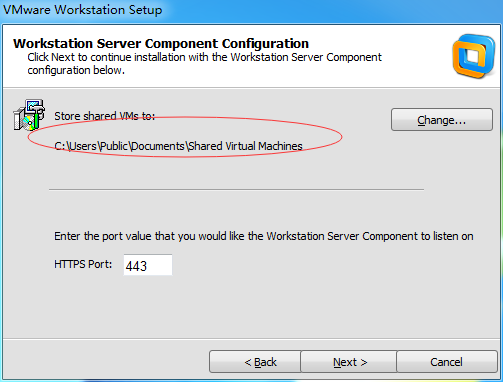 VMware Workstation Setup
Workstation Server Component Configuration
Click Next to continue installation with the Workstation Server Component
configuration below.
Store shared VMs to:
Change...
C:\Users\Public\Documents\Shared Virtual Machines
Enter the port value that you would like the Workstation Server Component to listen on
HTTPS Port: 443
< Back
Next >
Cancel